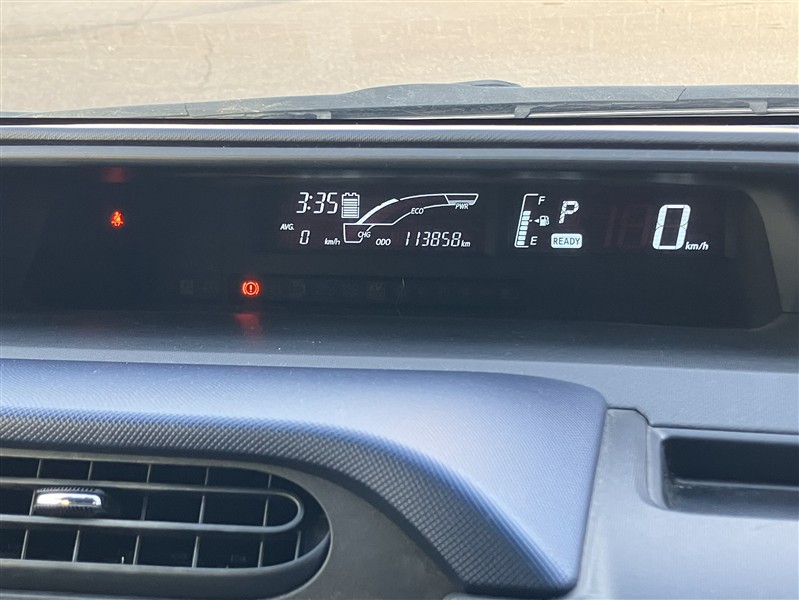 3:35
AVG. 0 km/h
CHG ECO PWR
ODO 113858 km
F
E
P
READY
0 km/h